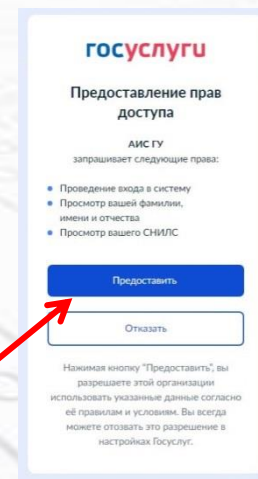 госуслуги
Предоставление прав
доступа
АИС ГУ
запрашивает следующие права:
Проведение входа в систему
Просмотр вашей фамилии,
имени и отчества
Просмотр вашего СНИЛС
Предоставить
Отказать
Нажимая кнопку "Предоставить", вы
разрешаете этой организации
использовать указанные данные согласно
её правилам и условиям. Вы всегда
можете отозвать это разрешение в
настройках Госуслуг.